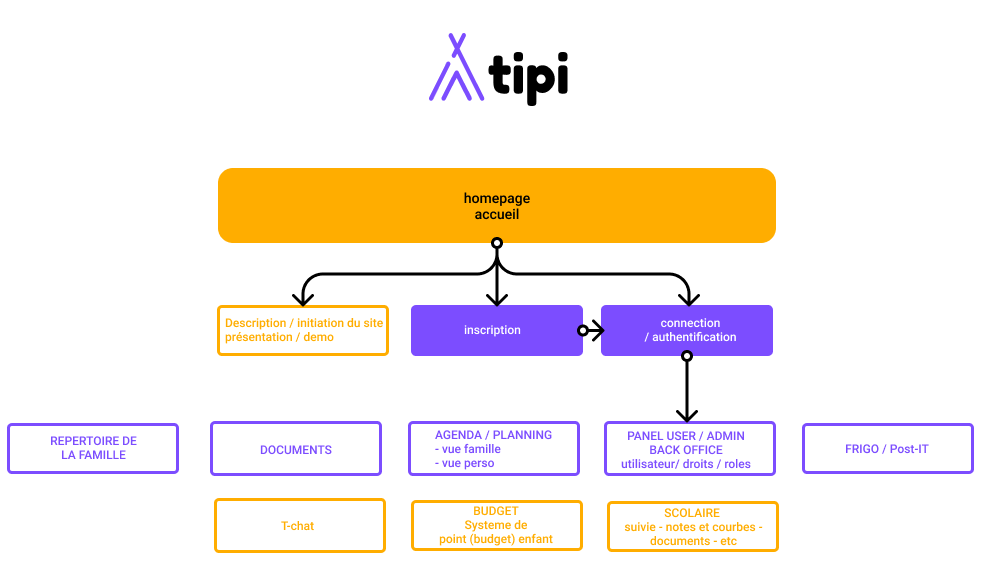 tipi
homepage
accueil
Description / initiation du site
présentation / demo
inscription
connection
/ authentification
REPERTOIRE DE
LA FAMILLE
DOCUMENTS
AGENDA / PLANNING
- vue famille
- vue perso
PANEL USER / ADMIN
BACK OFFICE
utilisateur/ droits / roles
FRIGO / Post-IT
T-chat
BUDGET
Systeme de
point (budget) enfant
SCOLAIRE
suivie - notes et courbes -
documents - etc